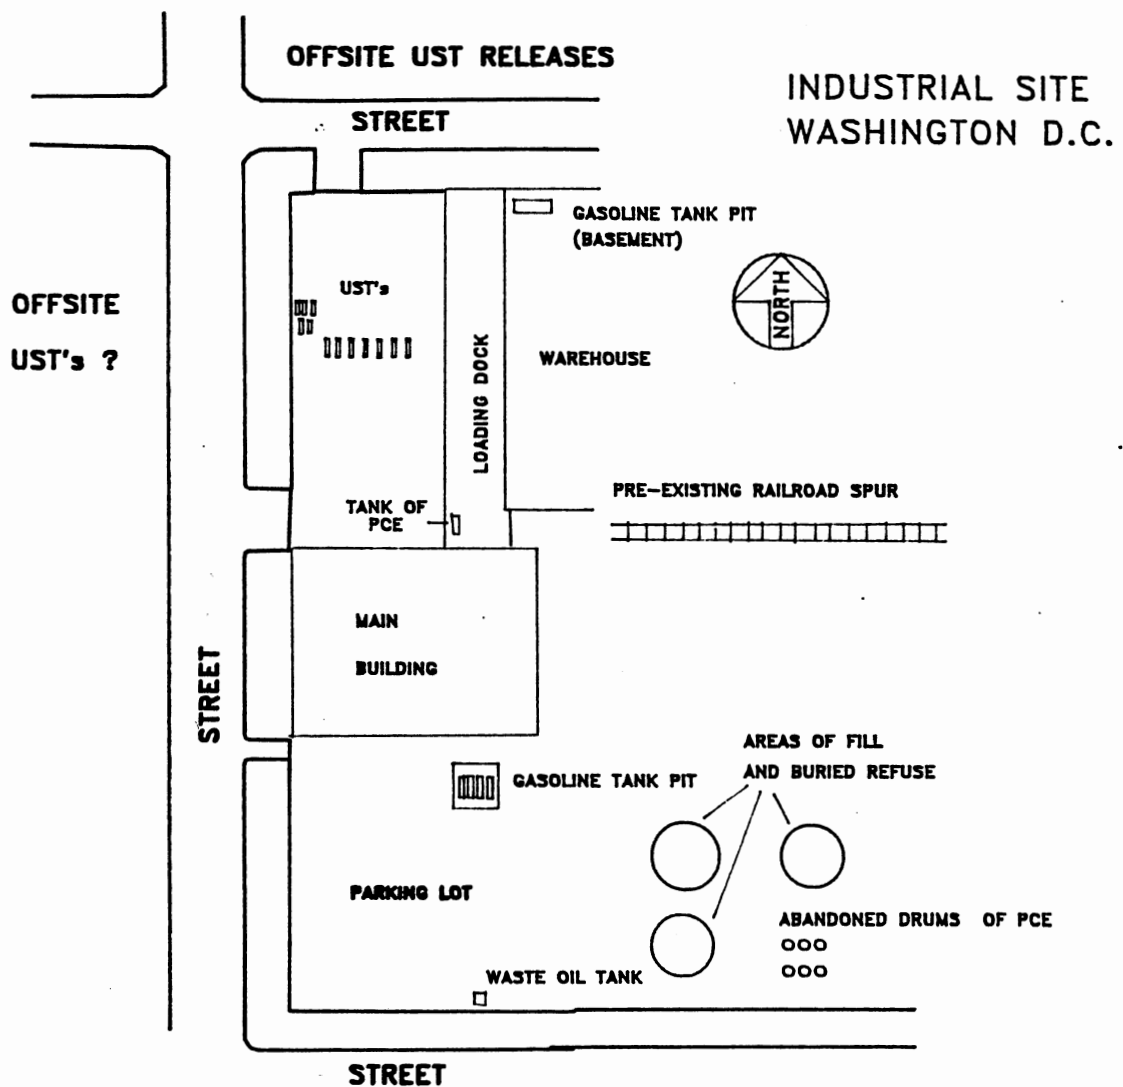 OFFSITE UST RELEASES
INDUSTRIAL SITE
WASHINGTON D.C.
STREET
GASOLINE TANK PIT
(BASEMENT)
UST's
NORTH
OFFSITE
UST's ?
LOADING DOCK
WAREHOUSE
PRE-EXISTING RAILROAD SPUR
TANK OF
PCE
MAIN
BUILDING
STREET
AREAS OF FILL
AND BURIED REFUSE
GASOLINE TANK PIT
PARKING LOT
ABANDONED DRUMS OF PCE
WASTE OIL TANK
STREET